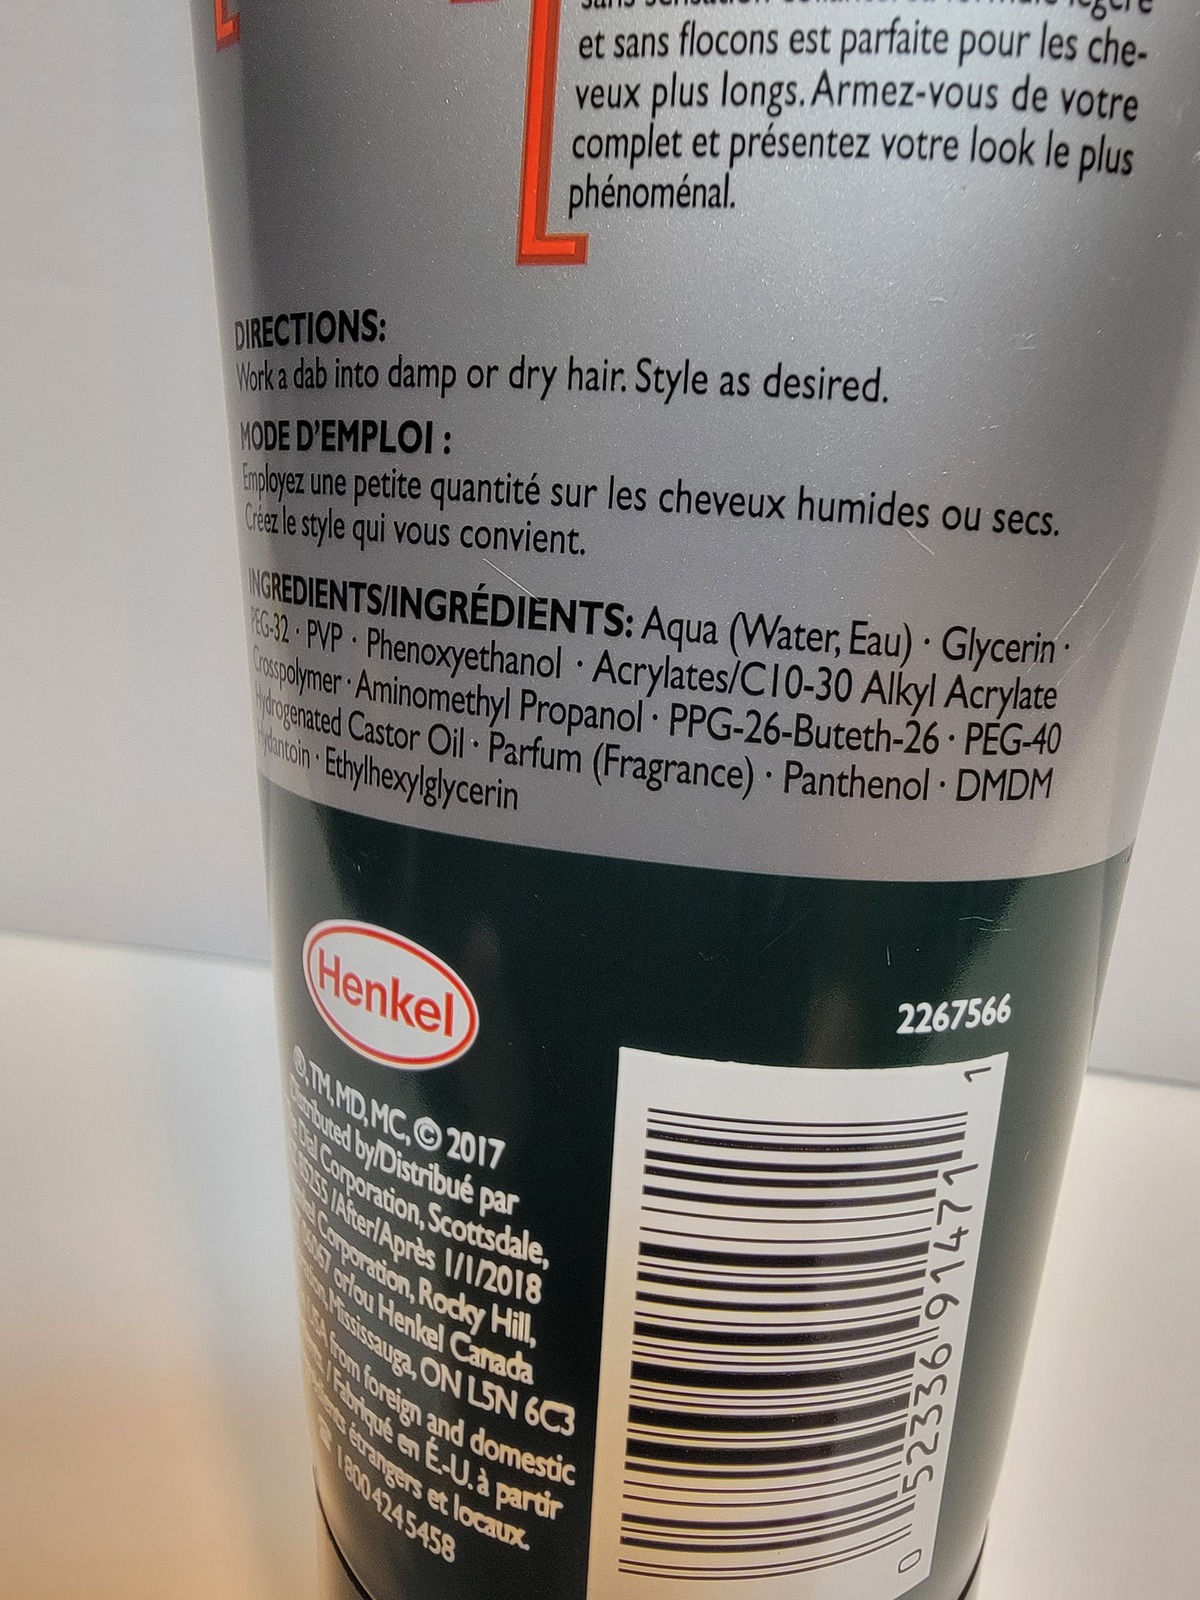 et sans flocons est parfaite pour les che-
veux plus longs. Armez-vous de votre
complet et présentez votre look le plus
phénoménal.
DIRECTIONS:
Work a dab into damp or dry hair. Style as desired.
MODE D'EMPLOI :
Employez une petite quantité sur les cheveux humides ou secs.
Créez le style qui vous convient.
INGREDIENTS/INGRÉDIENTS: Aqua (Water, Eau) · Glycerin ·
PEG-32 · PVP · Phenoxyethanol · Acrylates/C10-30 Alkyl Acrylate
Crosspolymer · Aminomethyl Propanol · PPG-26-Buteth-26 · PEG-40
Hydrogenated Castor Oil · Parfum (Fragrance) · Panthenol · DMDM
Hydantoin · Ethylhexylglycerin
Henkel
®, TM, MD, MC, © 2017
Distributed by/Distribué par
Dial Corporation, Scottsdale,
85255 /After/Après 1/1/2018
Corporation, Rocky Hill,
06067 or/ou Henkel Canada
Mississauga, ON L5N 6C3
USA from foreign and domestic
/ Fabriqué en É.-U. à partir
étrangers et locaux.
1 800 424 5458
2267566
0 52336 91471 1